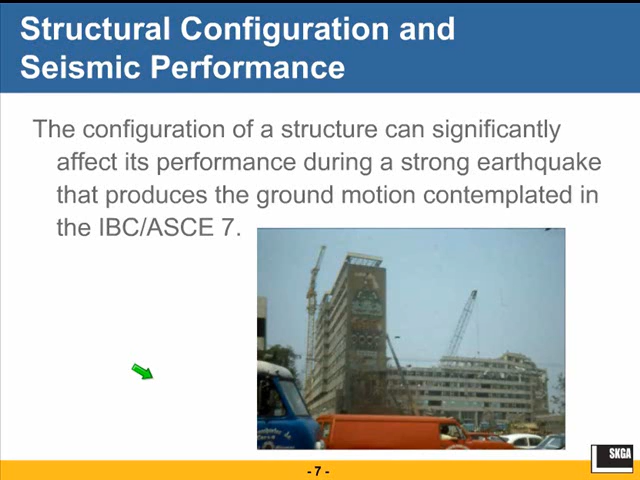 Structural Configuration and
Seismic Performance
The configuration of a structure can significantly
affect its performance during a strong earthquake
that produces the ground motion contemplated in
the IBC/ASCE 7.
SKGA
- 7 -